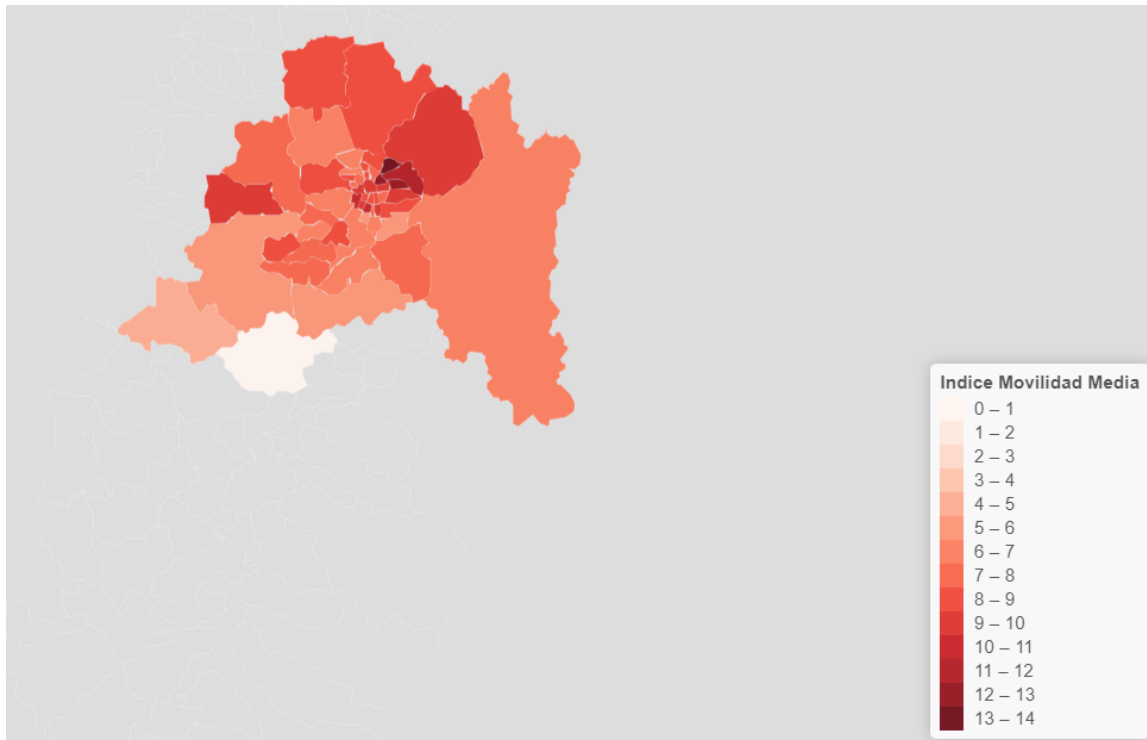 Indice Movilidad Media
0 – 1
1 – 2
2 – 3
3 – 4
4 – 5
5 – 6
6 – 7
7 – 8
8 – 9
9 – 10
10 – 11
11 – 12
12 – 13
13 – 14